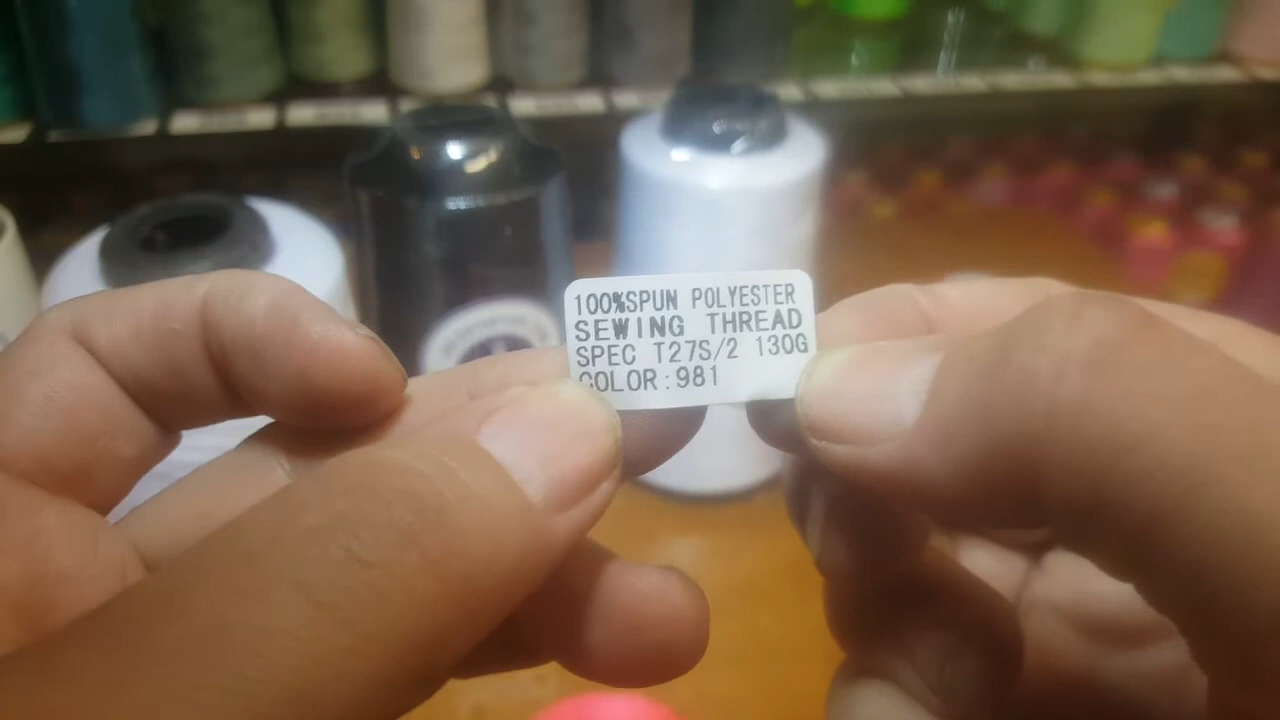 100%SPUN POLYESTER
SEWING THREAD
SPEC T27S/2 130G
COLOR:981